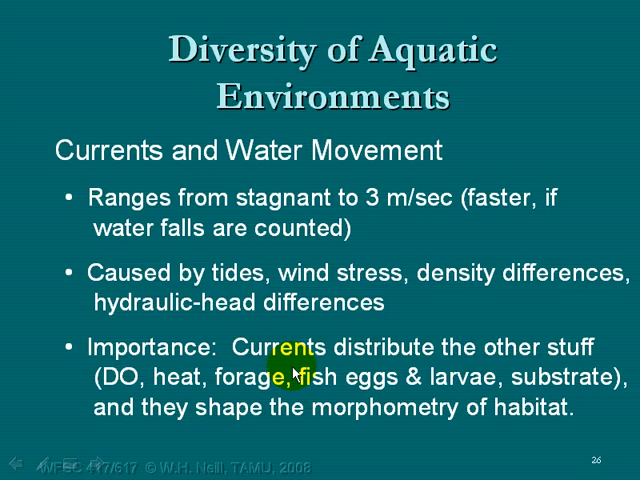 Diversity of Aquatic
Environments
Currents and Water Movement
• Ranges from stagnant to 3 m/sec (faster, if
water falls are counted)
• Caused by tides, wind stress, density differences,
hydraulic-head differences
• Importance:  Currents distribute the other stuff
(DO, heat, forage, fish eggs & larvae, substrate),
and they shape the morphometry of habitat.
WFSC 417/617 © W.H. Neill, TAMU, 2008
26